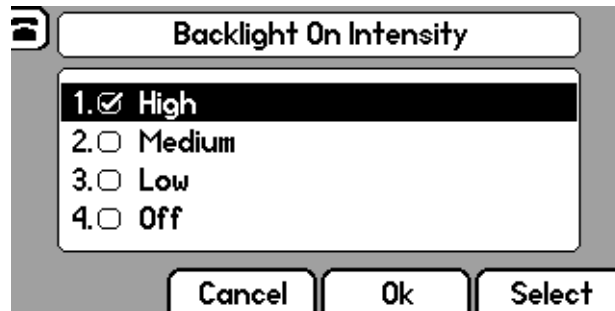 Backlight On Intensity
1. High
2. Medium
3. Low
4. Off
Cancel Ok Select